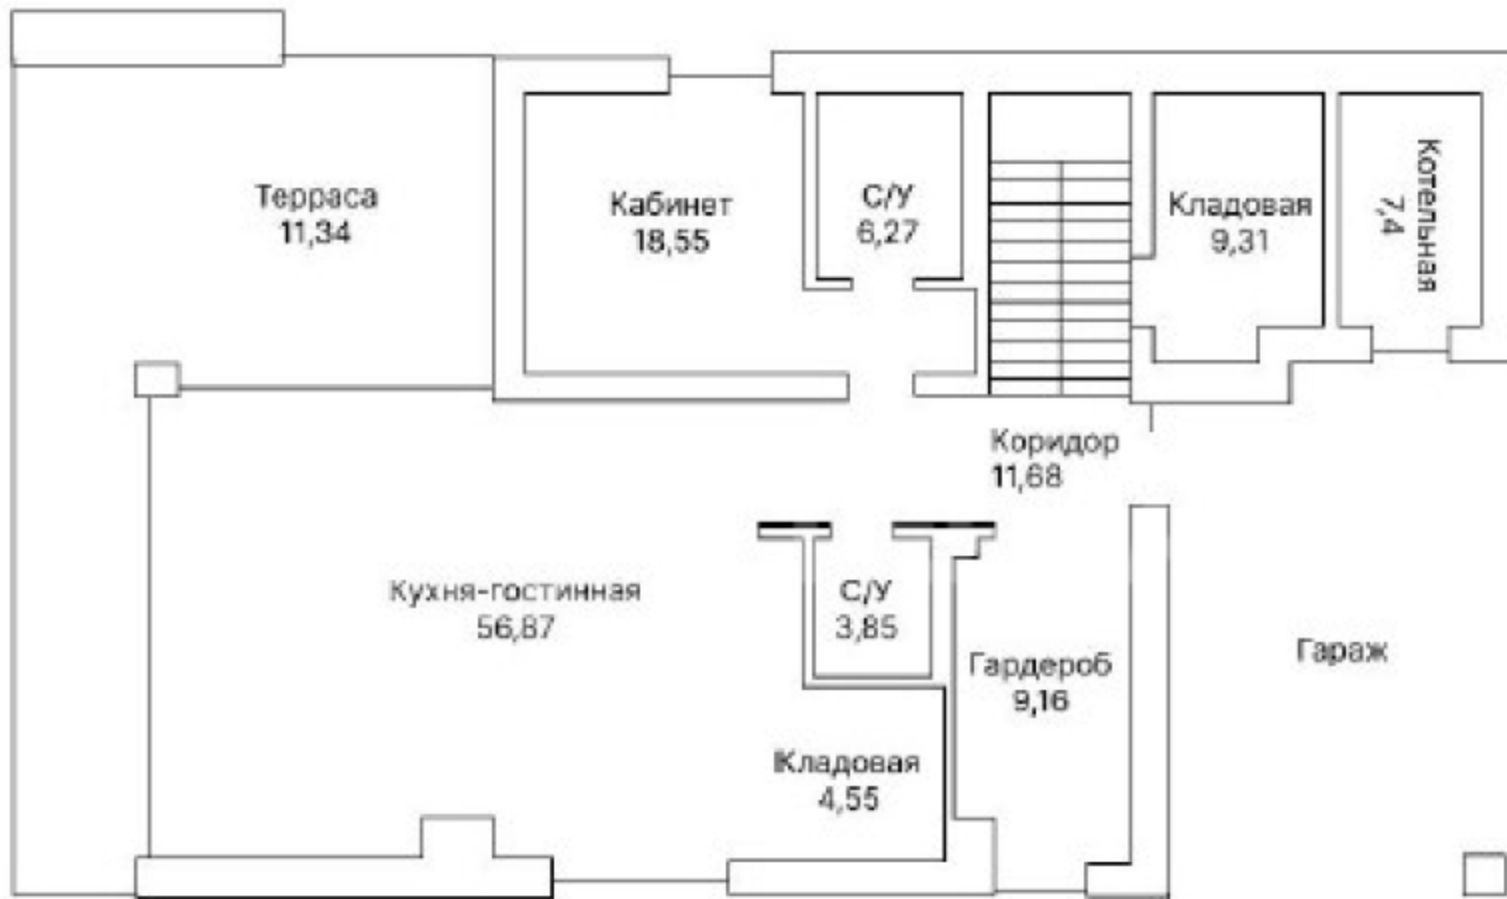 Терраса
11,34
Кабинет
18,55
С/У
6,27
Кладовая
9,31
Котельная
7,4
Коридор
11,68
Кухня-гостинная
56,87
С/У
3,85
Гардероб
9,16
Гараж
Кладовая
4,55